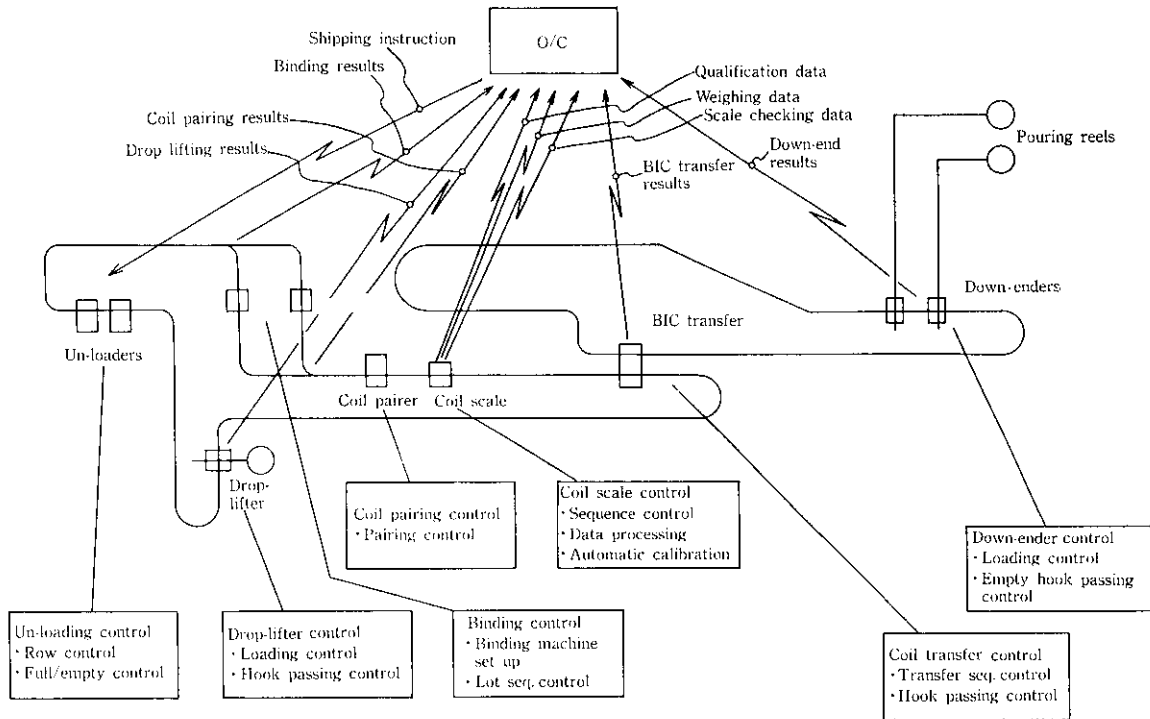 O/C
Shipping instruction
Binding results
Coil pairing results
Drop lifting results
Qualification data
Weighing data
Scale checking data
Down-end
results
BIC transfer
results
Pouring reels
Un-loaders
Coil pairer
Coil scale
BIC transfer
Down-enders
Drop-
lifter
Coil pairing control
· Pairing control
Coil scale control
· Sequence control
· Data processing
· Automatic calibration
Down-ender control
· Loading control
· Empty hook passing
control
Un-loading control
· Row control
· Full/empty control
Drop-lifter control
· Loading control
· Hook passing control
Binding control
· Binding machine
set up
· Lot seq. control
Coil transfer control
· Transfer seq. control
· Hook passing control